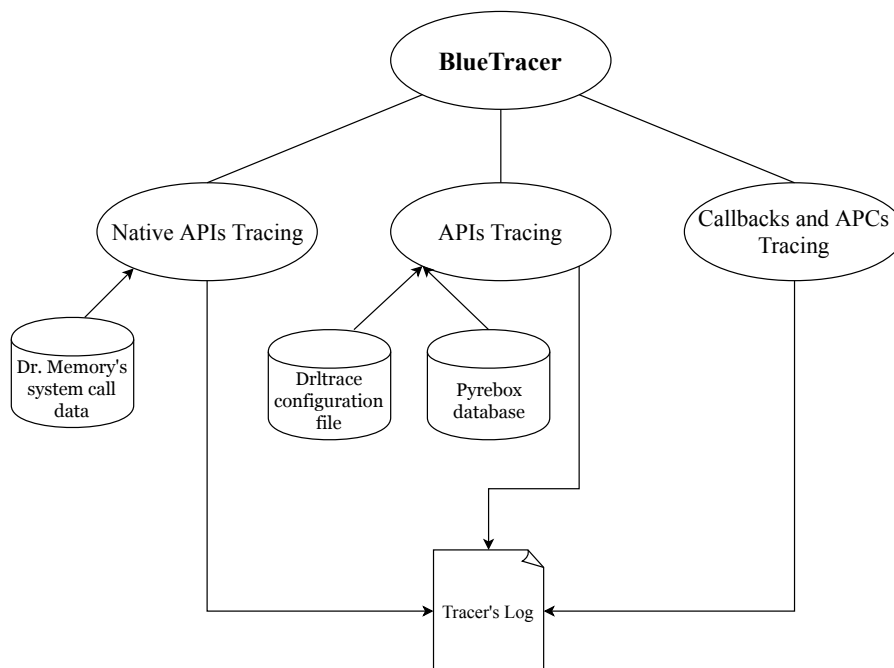 BlueTracer
Native APIs Tracing
APIs Tracing
Callbacks and APCs
Tracing
Dr. Memory's
system call
data
Drltrace
configuration
file
Pyrebox
database
Tracer's Log